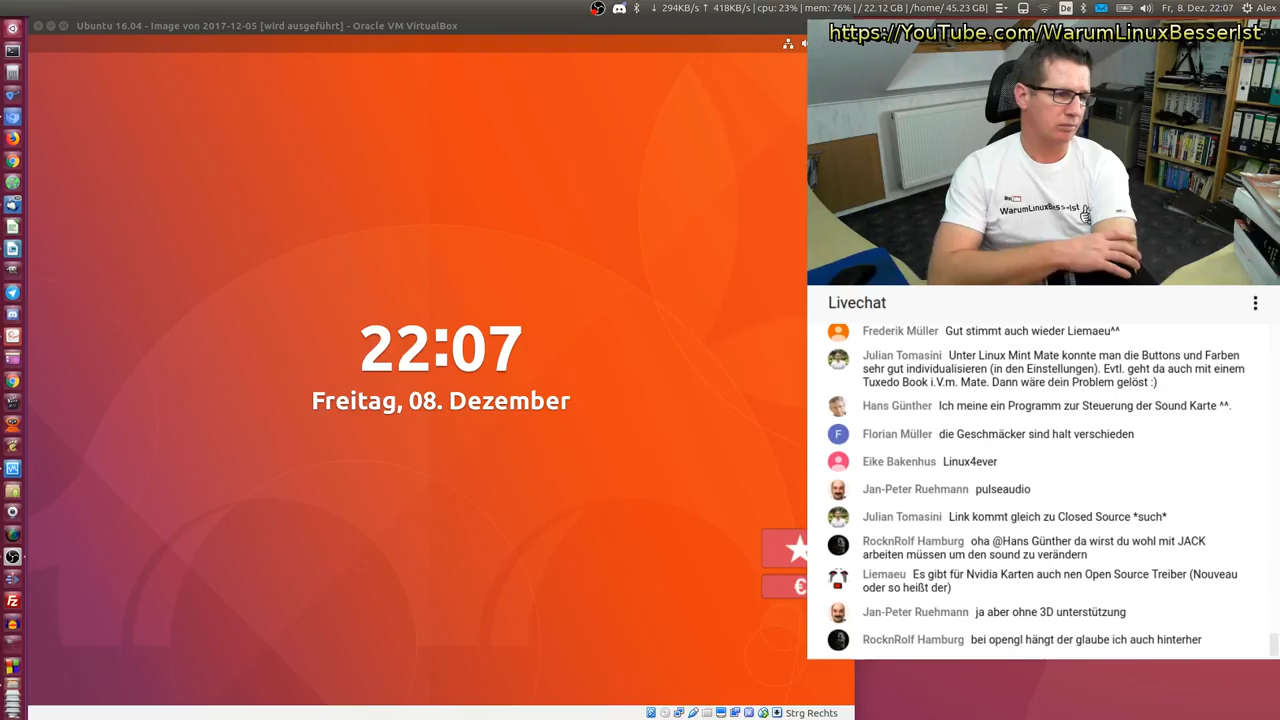 294KB/s 418KB/s cpu: 23% mem: 76% // 22.12 GB /home/ 45.23 GB De Fr, 8. Dez, 22:07 Alex
Ubuntu 16.04 - Image von 2017-12-05 [wird ausgeführt] - Oracle VM VirtualBox
https://YouTube.com/WarumLinuxBesserIst
WarumLinuxBesserIst
22:07
Freitag, 08. Dezember
€
Livechat
Frederik Müller Gut stimmt auch wieder Liemaeu^^
Julian Tomasini Unter Linux Mint Mate konnte man die Buttons und Farben
sehr gut individualisieren (in den Einstellungen). Evtl. geht da auch mit einem
Tuxedo Book i.V.m. Mate. Dann wäre dein Problem gelöst :)
Hans Günther Ich meine ein Programm zur Steuerung der Sound Karte ^^.
F Florian Müller die Geschmäcker sind halt verschieden
Eike Bakenhus Linux4ever
Jan-Peter Ruehmann pulseaudio
Julian Tomasini Link kommt gleich zu Closed Source *such*
RocknRolf Hamburg oha @Hans Günther da wirst du wohl mit JACK
arbeiten müssen um den sound zu verändern
Liemaeu Es gibt für Nvidia Karten auch nen Open Source Treiber (Nouveau
oder so heißt der)
Jan-Peter Ruehmann ja aber ohne 3D unterstützung
RocknRolf Hamburg bei opengl hängt der glaube ich auch hinterher
Strg Rechts